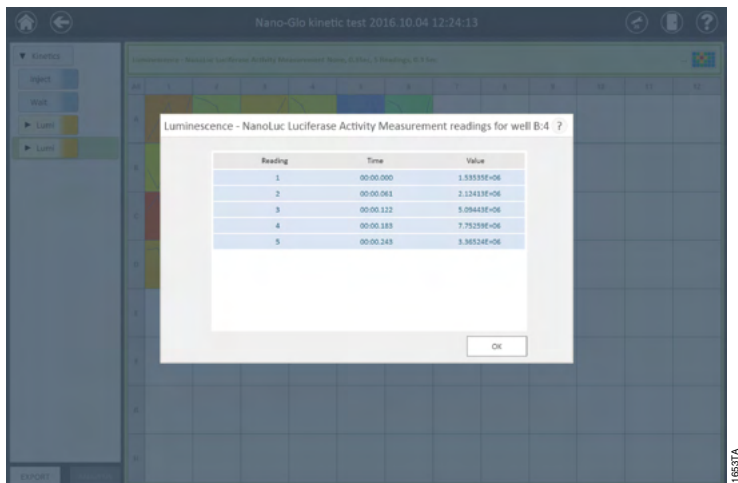 Nano-Glo kinetic test 2016.10.04 12:24:13
?
Kinetics
Inject
Wait
Lumi
Lumi
Luminescence - NanoLuc Luciferase Activity Measurement readings for well B:4 ?
Reading Time Value
1 00:00.000 1.53535E+06
2 00:00.061 2.12413E+06
3 00:00.122 5.09443E+06
4 00:00.183 7.75259E+06
5 00:00.243 3.36524E+06
OK
EXPORT
1653TA